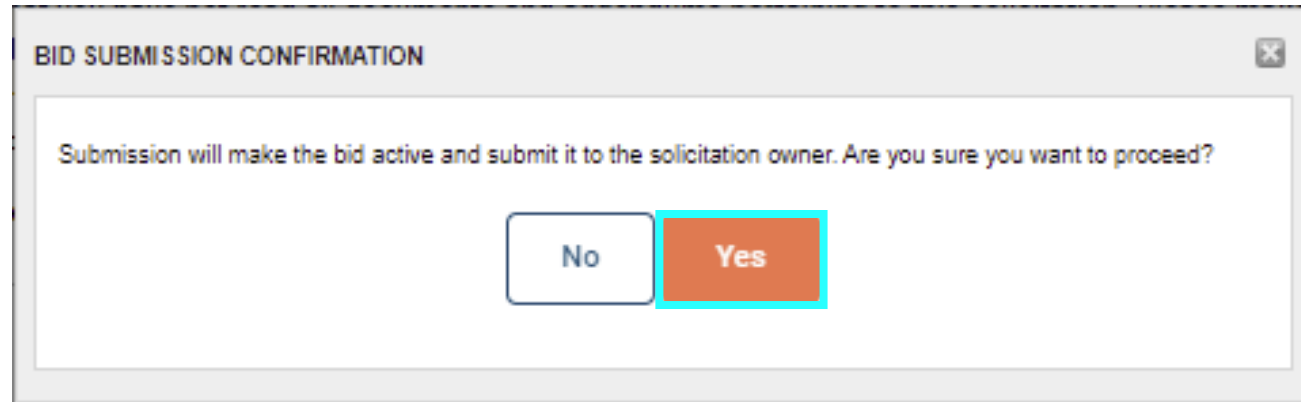 BID SUBMISSION CONFIRMATION
Submission will make the bid active and submit it to the solicitation owner. Are you sure you want to proceed?
No Yes